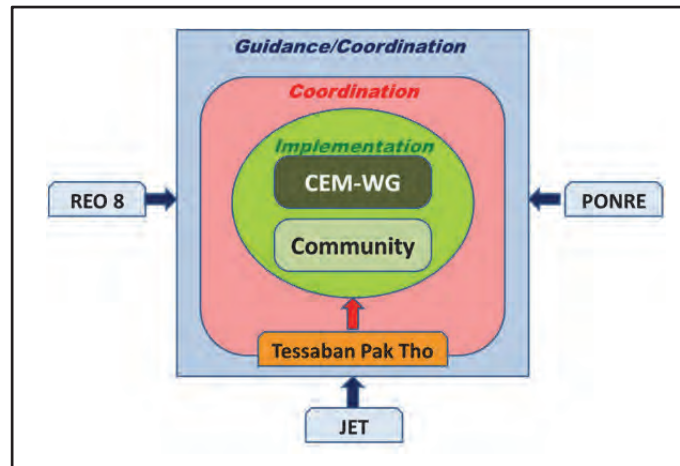 Guidance/Coordination
Coordination
Implementation
CEM-WG
REO 8
PONRE
Community
Tessaban Pak Tho
JET